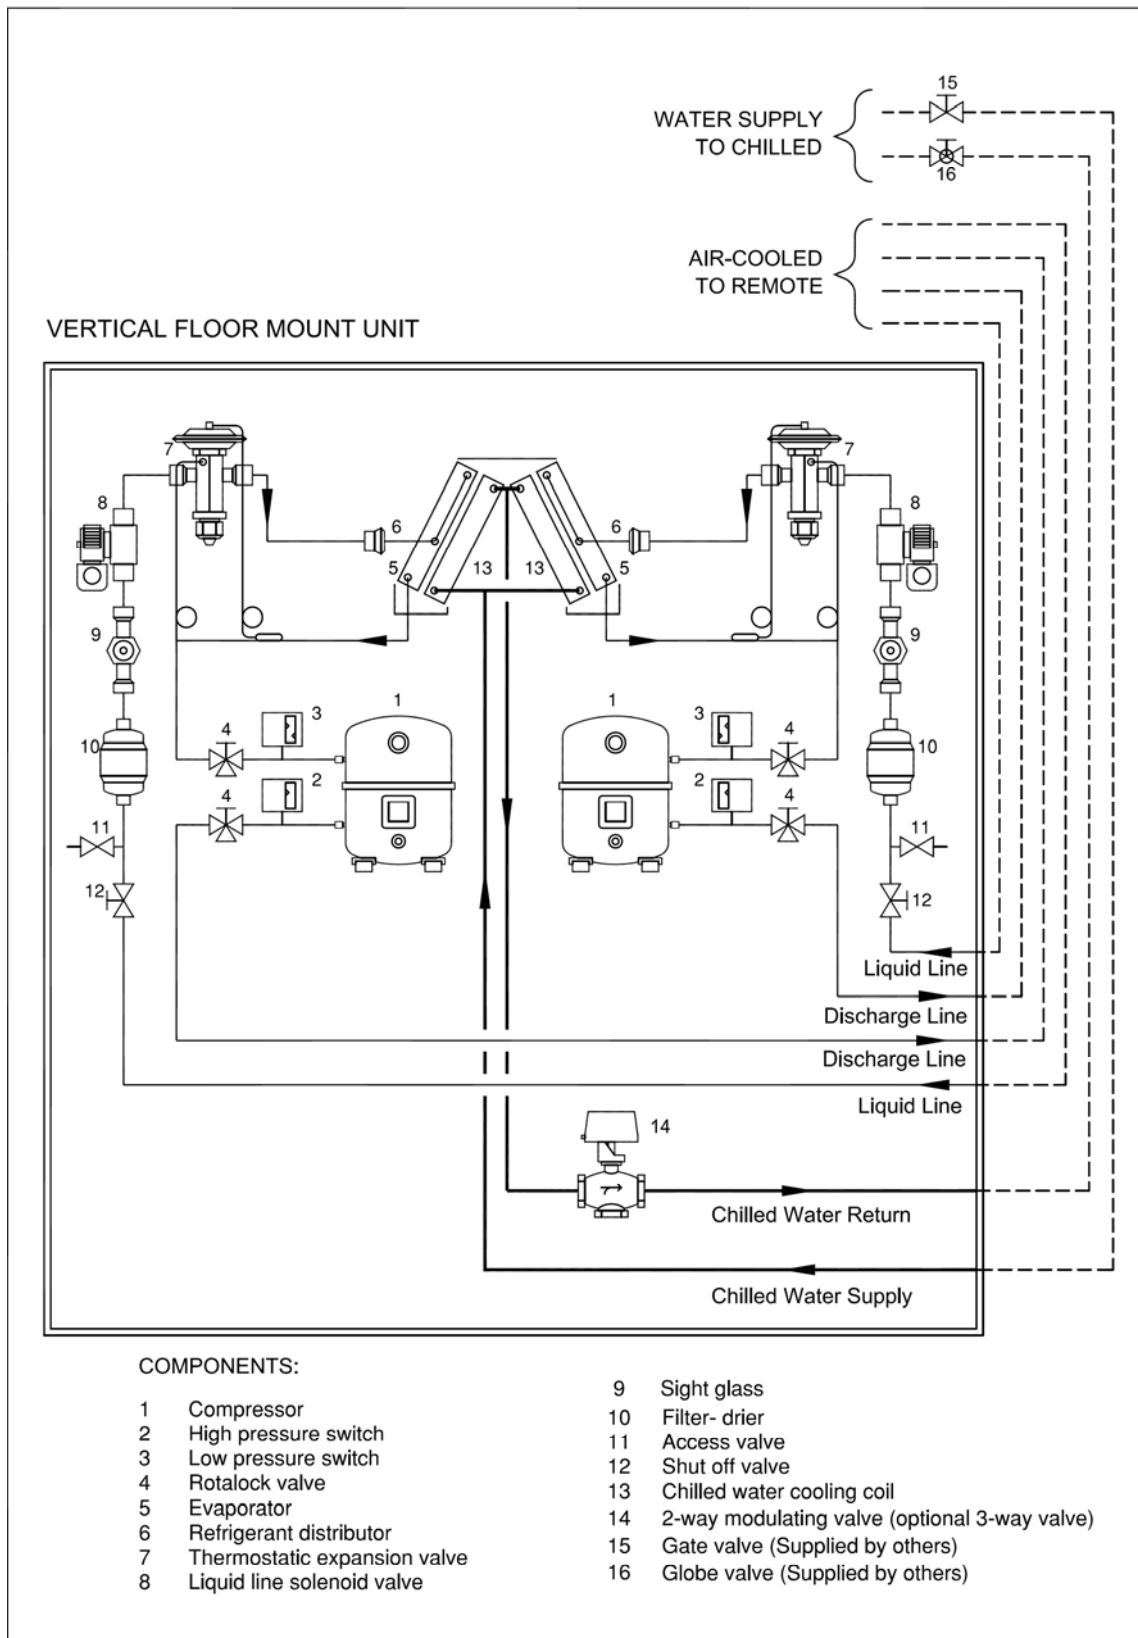 15
WATER SUPPLY
TO CHILLED
16
AIR-COOLED
TO REMOTE
VERTICAL FLOOR MOUNT UNIT
7
7
8
6
6
8
5
13
13
5
9
9
1
1
3
3
4
4
10
10
2
2
4
4
11
11
12
12
Liquid Line
Discharge Line
Discharge Line
Liquid Line
14
Chilled Water Return
Chilled Water Supply
COMPONENTS:
1 Compressor
2 High pressure switch
3 Low pressure switch
4 Rotalock valve
5 Evaporator
6 Refrigerant distributor
7 Thermostatic expansion valve
8 Liquid line solenoid valve
9 Sight glass
10 Filter- drier
11 Access valve
12 Shut off valve
13 Chilled water cooling coil
14 2-way modulating valve (optional 3-way valve)
15 Gate valve (Supplied by others)
16 Globe valve (Supplied by others)